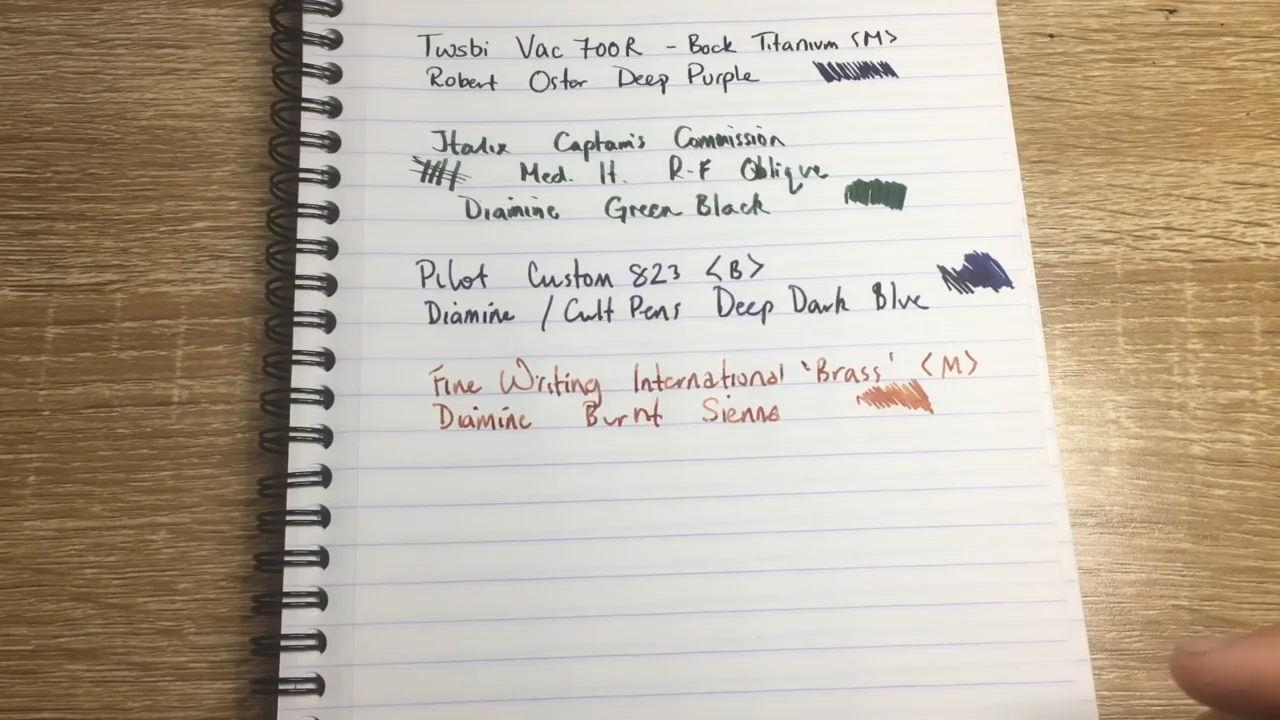 Twsbi Vac 700R - Bock Titanium <M>
Robert Oster Deep Purple
Italix Captain's Commission
Med. It. R-F Oblique
Diamine Green Black
Pilot Custom 823 <B>
Diamine / Cult Pens Deep Dark Blue
Fine Writing International 'Brass' <M>
Diamine Burnt Sienna